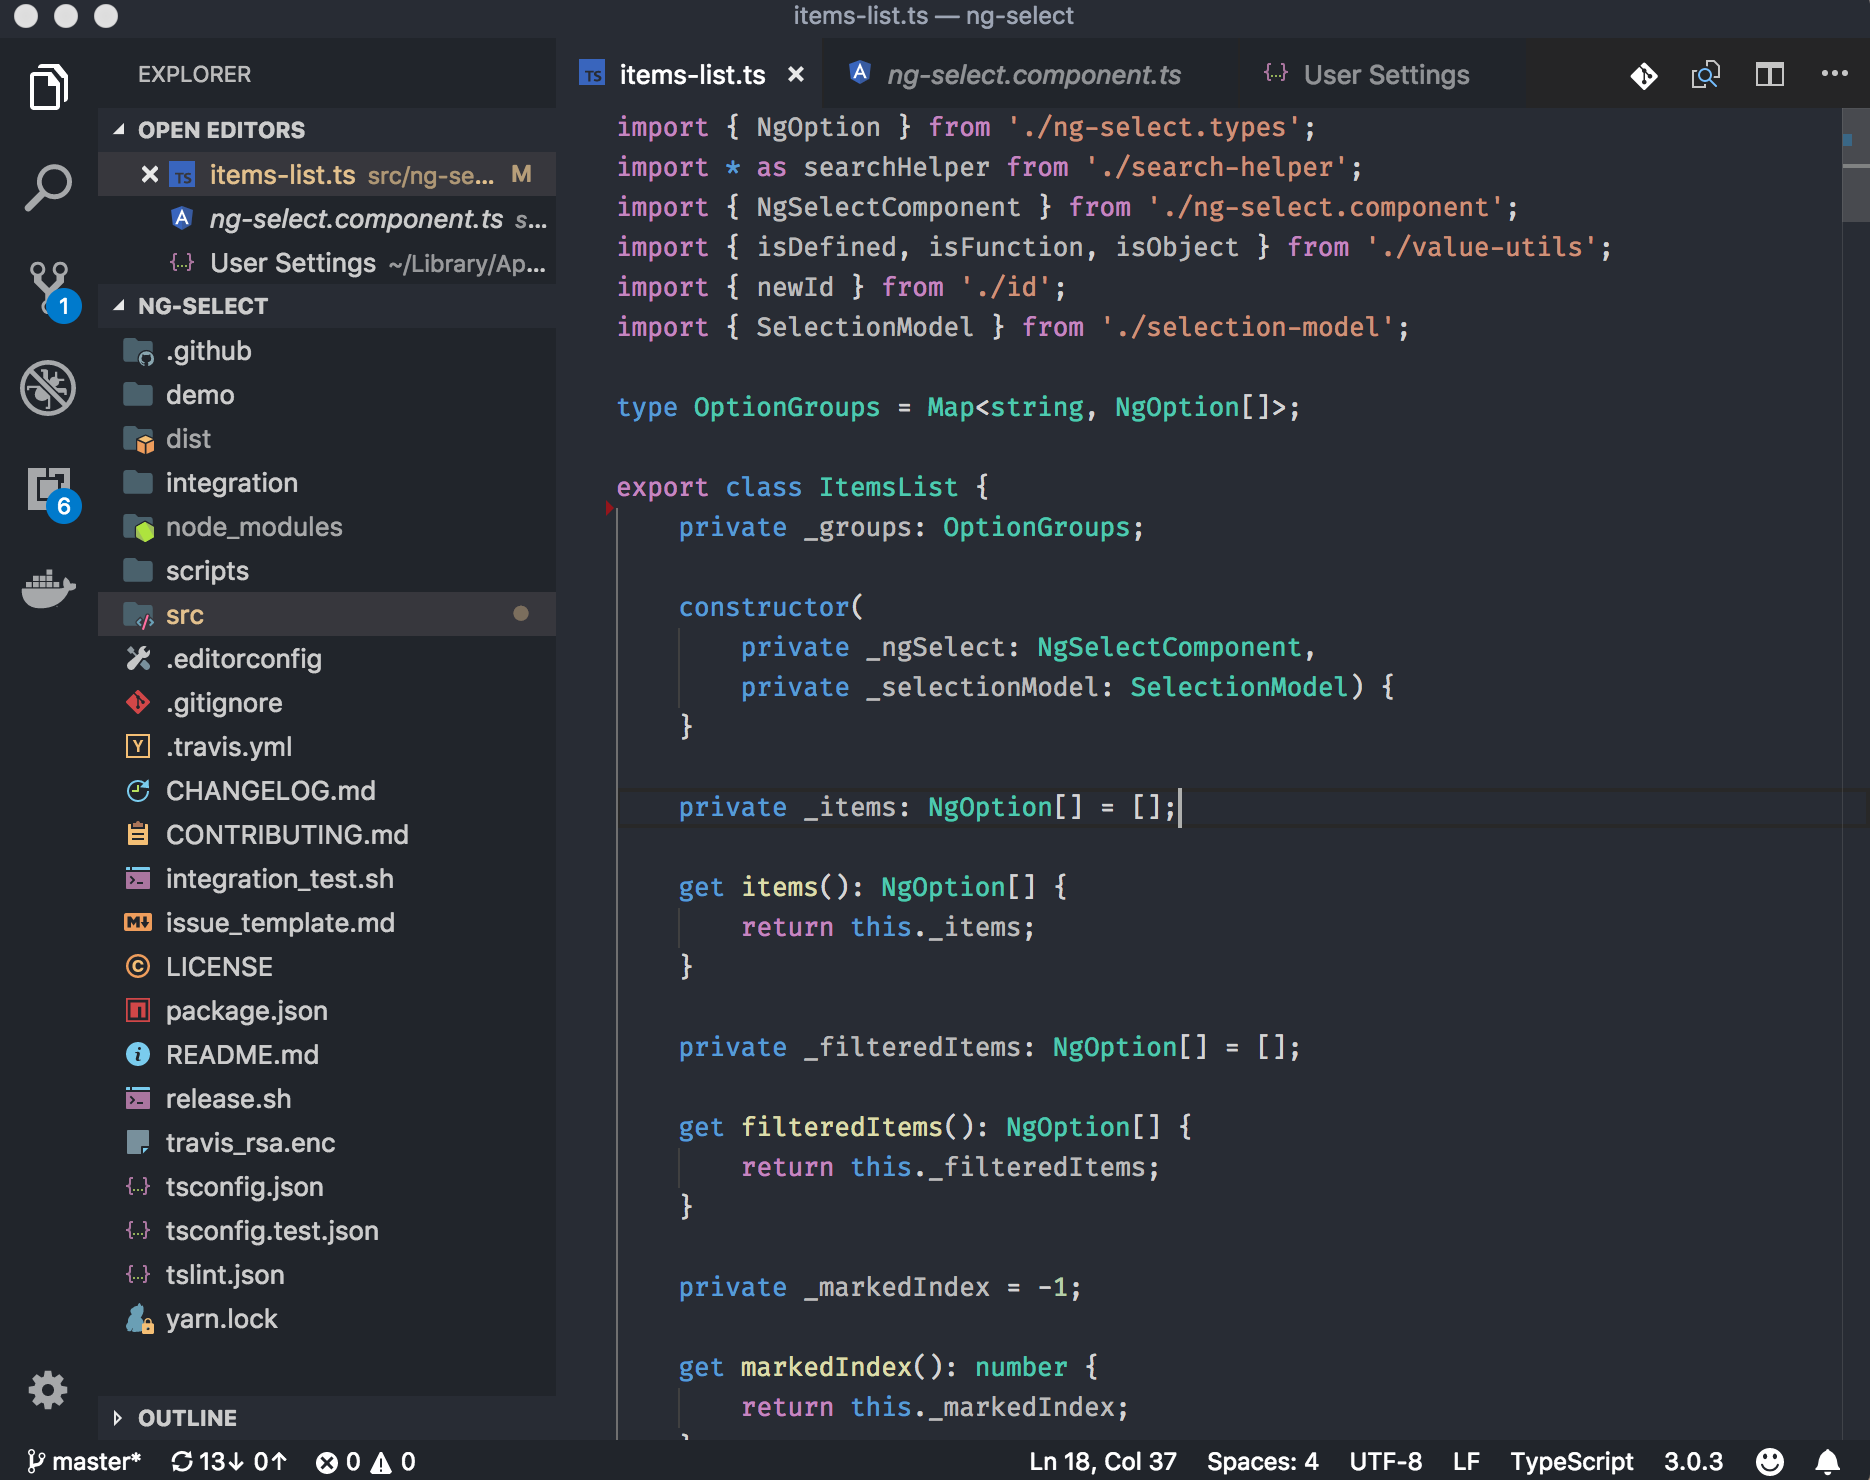 items-list.ts — ng-select
EXPLORER
OPEN EDITORS
items-list.ts src/ng-se... M
ng-select.component.ts s...
User Settings ~/Library/Ap...
NG-SELECT
.github
demo
dist
integration
node_modules
scripts
src
.editorconfig
.gitignore
.travis.yml
CHANGELOG.md
CONTRIBUTING.md
integration_test.sh
issue_template.md
LICENSE
package.json
README.md
release.sh
travis_rsa.enc
tsconfig.json
tsconfig.test.json
tslint.json
yarn.lock
OUTLINE
1
6
items-list.ts × ng-select.component.ts User Settings
import { NgOption } from './ng-select.types';
import * as searchHelper from './search-helper';
import { NgSelectComponent } from './ng-select.component';
import { isDefined, isFunction, isObject } from './value-utils';
import { newId } from './id';
import { SelectionModel } from './selection-model';
type OptionGroups = Map<string, NgOption[]>;
export class ItemsList {
    private _groups: OptionGroups;
    constructor(
        private _ngSelect: NgSelectComponent,
        private _selectionModel: SelectionModel) {
    }
    private _items: NgOption[] = [];
    get items(): NgOption[] {
        return this._items;
    }
    private _filteredItems: NgOption[] = [];
    get filteredItems(): NgOption[] {
        return this._filteredItems;
    }
    private _markedIndex = -1;
    get markedIndex(): number {
        return this._markedIndex;
master* 13↓ 0↑ 0 0 Ln 18, Col 37 Spaces: 4 UTF-8 LF TypeScript 3.0.3